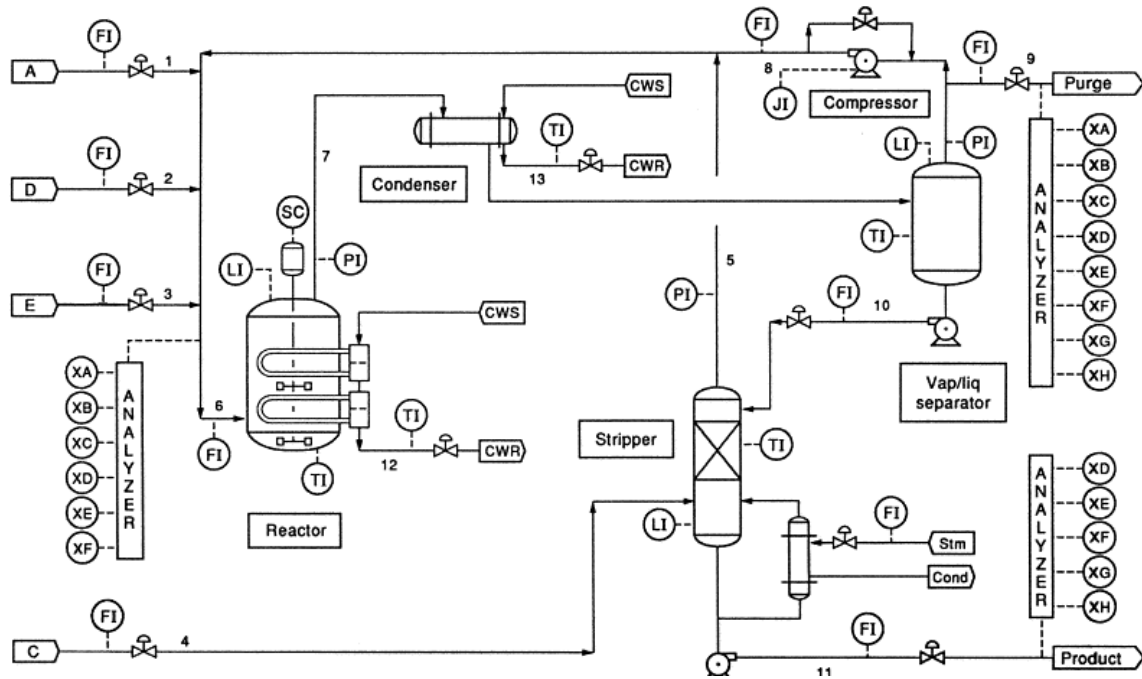 FI
FI
8
FI
9
A
1
CWS
JI
Compressor
Purge
FI
7
TI
LI
PI
XA
XB
D
2
Condenser
13
CWR
XC
SC
TI
XD
FI
LI
PI
5
ANALYZER
XE
E
3
PI
FI
10
XF
CWS
XG
XA
XH
XB
ANALYZER
6
TI
Stripper
TI
Vap/liq
separator
XC
FI
12
CWR
XD
XD
TI
LI
FI
XE
XE
Reactor
Stm
ANALYZER
XF
XF
Cond
XG
XH
FI
4
FI
C
11
Product